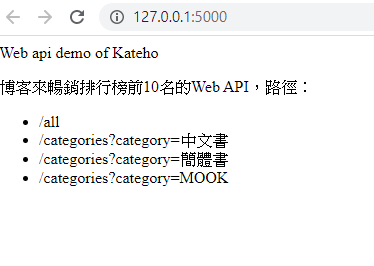 127.0.0.1:5000
Web api demo of Kateho
博客來暢銷排行榜前10名的Web API，路徑：
/all
/categories?category=中文書
/categories?category=簡體書
/categories?category=MOOK